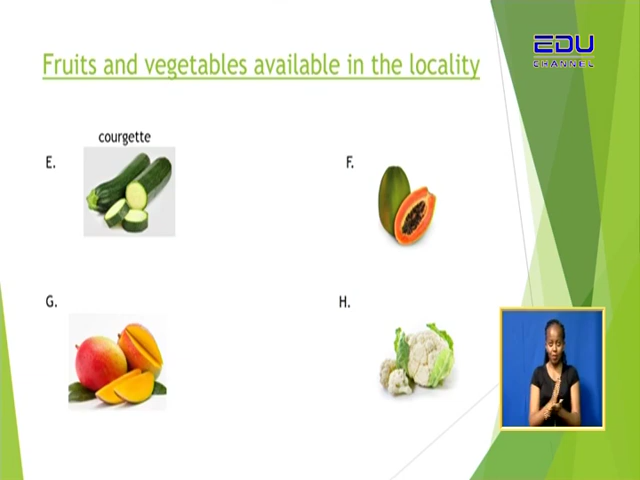 Fruits and vegetables available in the locality
EDU
CHANNEL
courgette
E.
F.
G.
H.